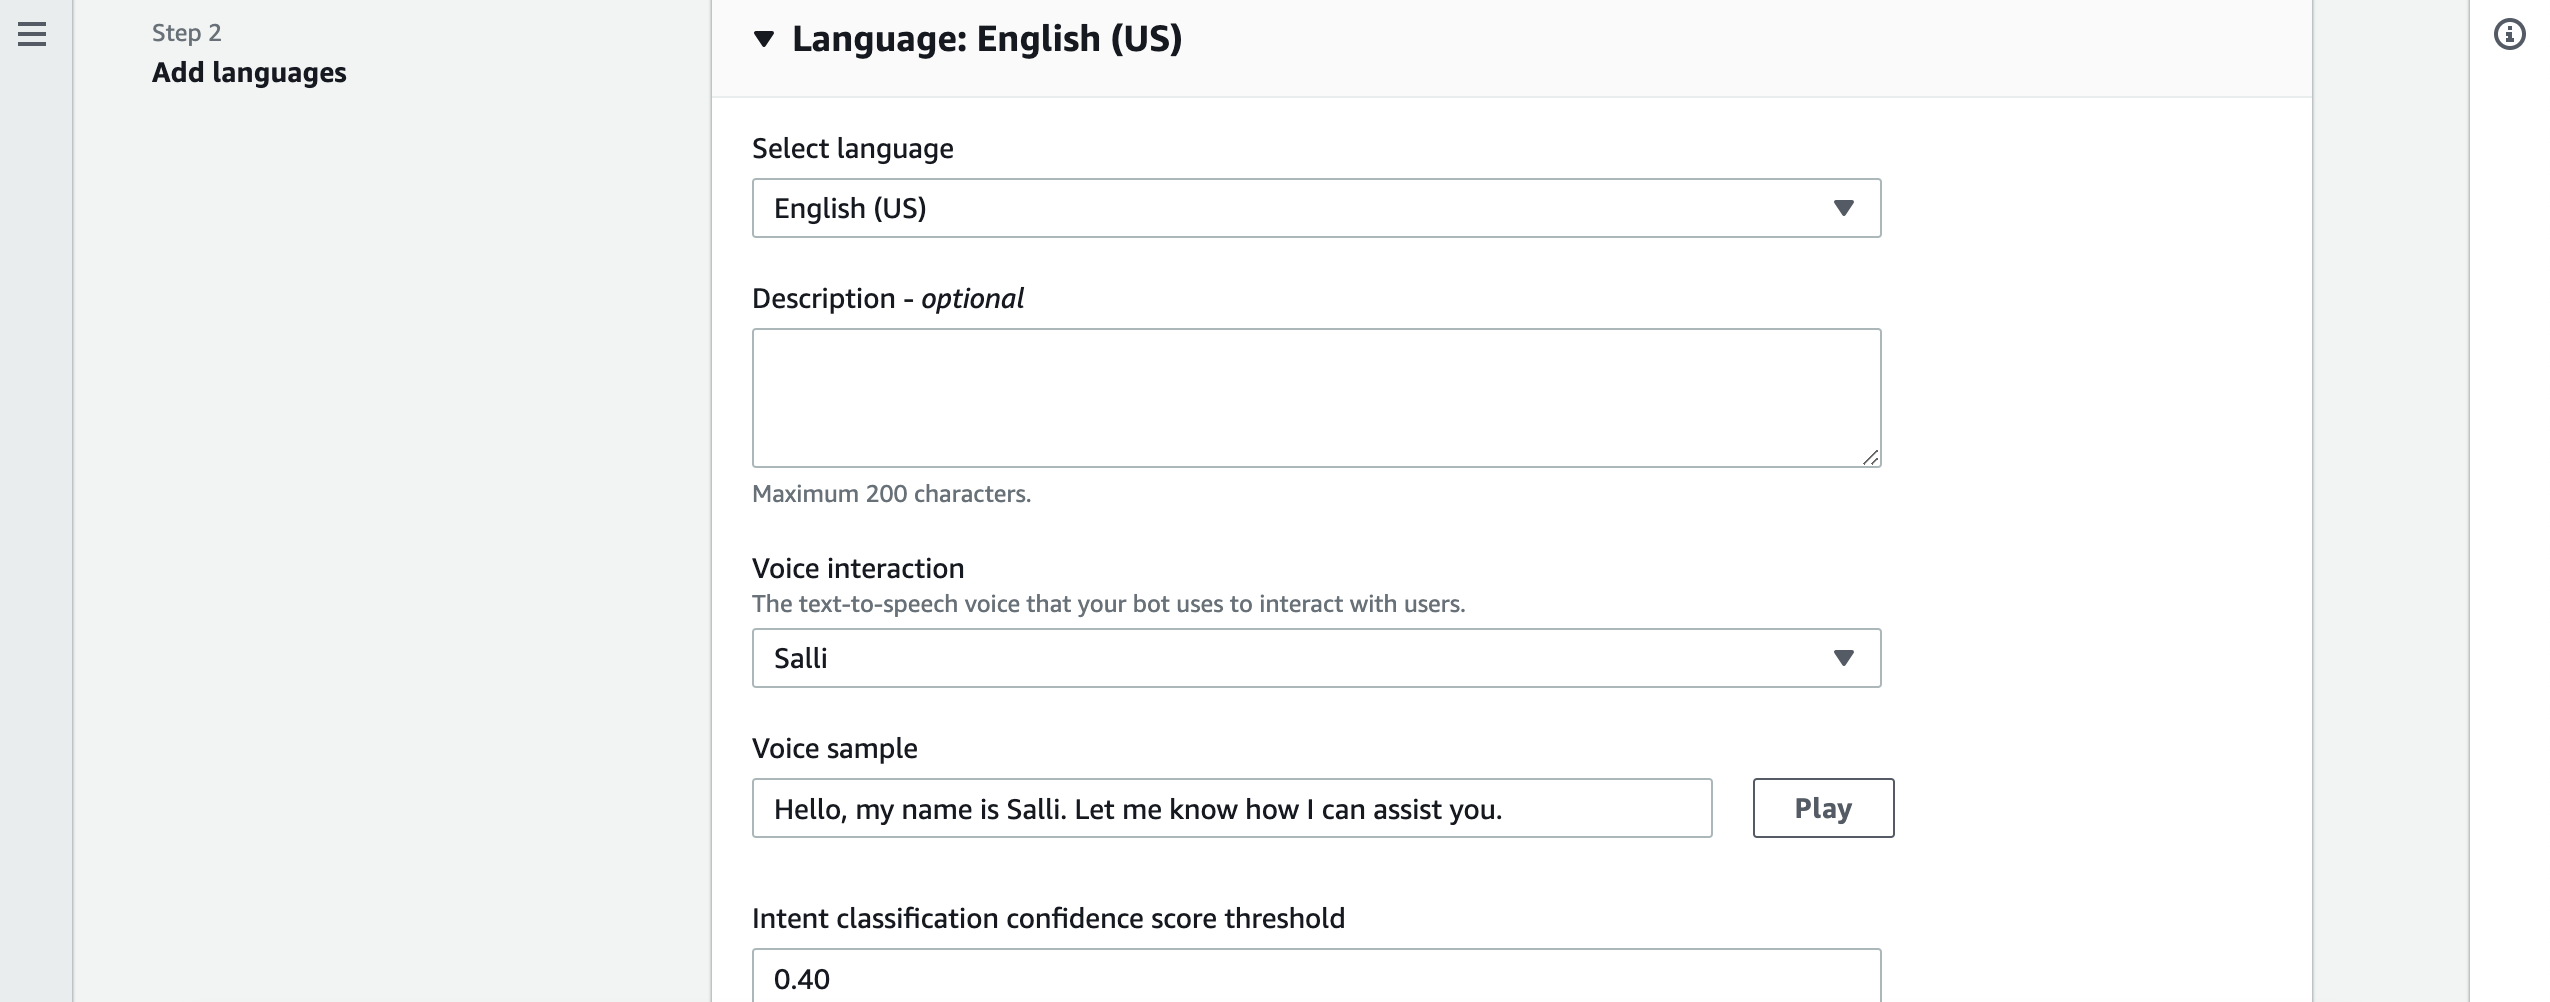 Step 2
Add languages
Language: English (US)
Select language
English (US)
Description - optional
Maximum 200 characters.
Voice interaction
The text-to-speech voice that your bot uses to interact with users.
Salli
Voice sample
Hello, my name is Salli. Let me know how I can assist you.
Play
Intent classification confidence score threshold
0.40